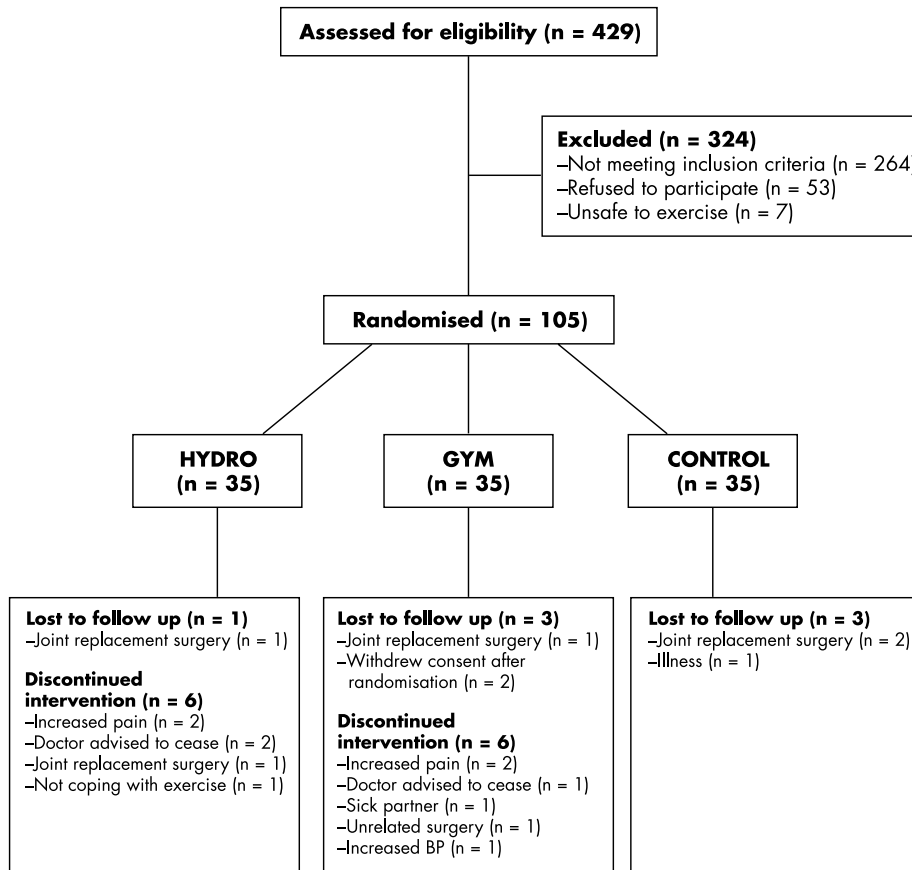 Assessed for eligibility (n = 429)
Excluded (n = 324)
–Not meeting inclusion criteria (n = 264)
–Refused to participate (n = 53)
–Unsafe to exercise (n = 7)
Randomised (n = 105)
HYDRO
(n = 35)
GYM
(n = 35)
CONTROL
(n = 35)
Lost to follow up (n = 1)
–Joint replacement surgery (n = 1)
Discontinued
intervention (n = 6)
–Increased pain (n = 2)
–Doctor advised to cease (n = 2)
–Joint replacement surgery (n = 1)
–Not coping with exercise (n = 1)
Lost to follow up (n = 3)
–Joint replacement surgery (n = 1)
–Withdrew consent after
randomisation (n = 2)
Discontinued
intervention (n = 6)
–Increased pain (n = 2)
–Doctor advised to cease (n = 1)
–Sick partner (n = 1)
–Unrelated surgery (n = 1)
–Increased BP (n = 1)
Lost to follow up (n = 3)
–Joint replacement surgery (n = 2)
–Illness (n = 1)